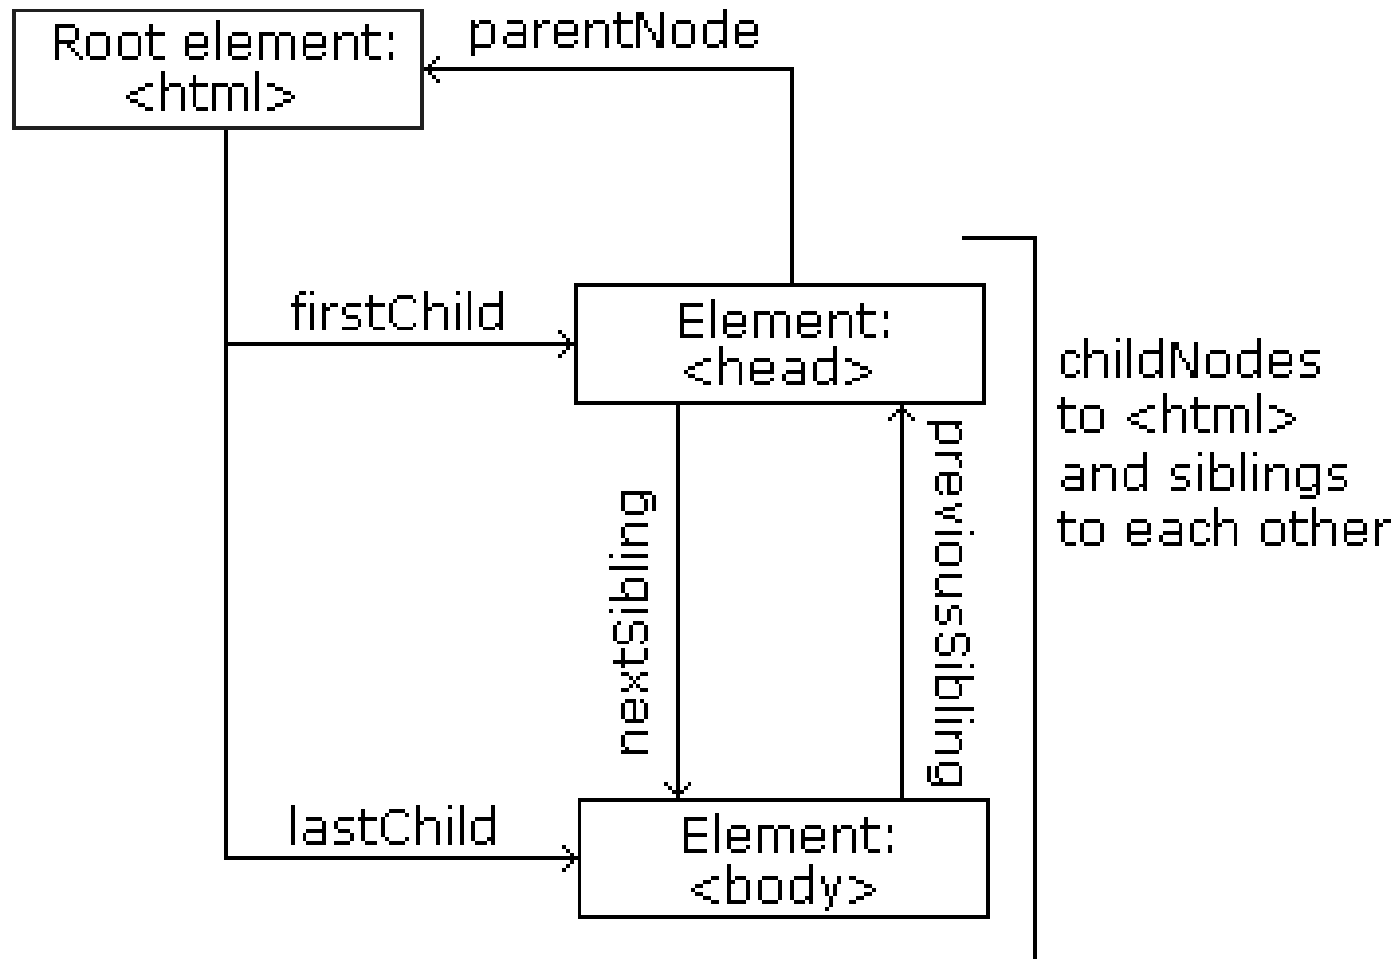 Root element:
<html>
parentNode
firstChild
Element:
<head>
childNodes
to <html>
and siblings
to each other
nextSibling
previousSibling
lastChild
Element:
<body>